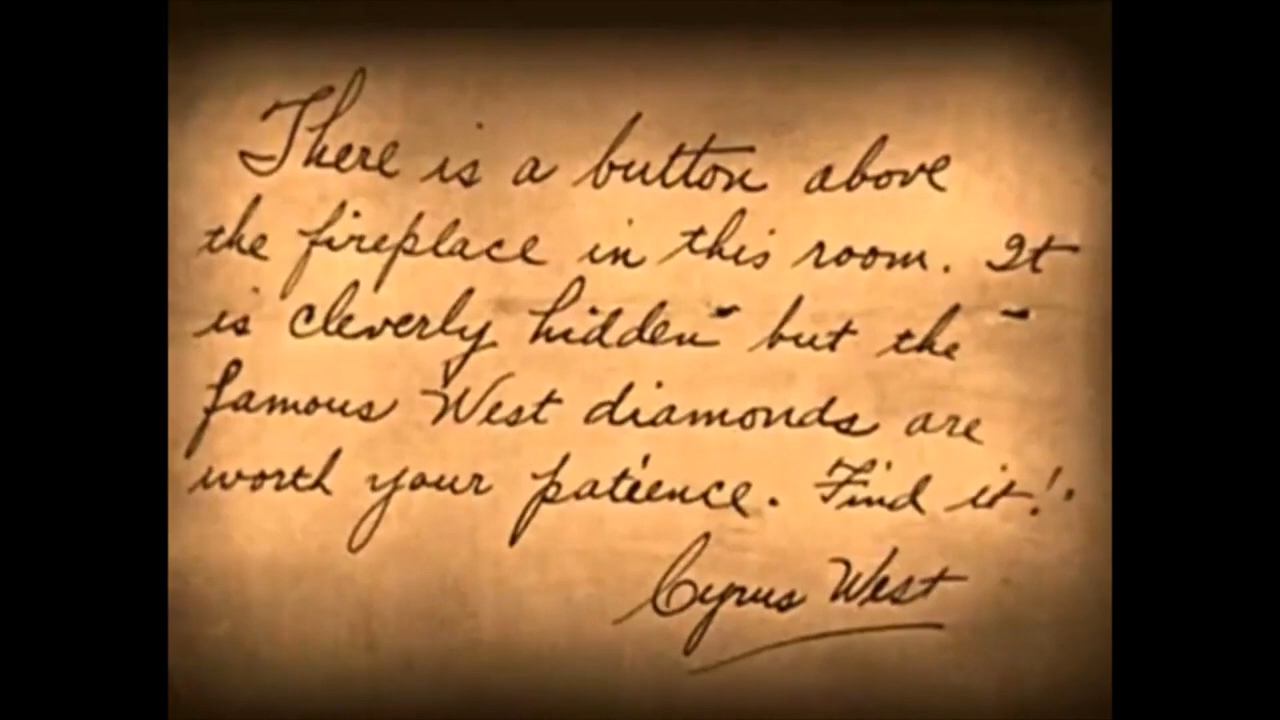 There is a button above
the fireplace in this room. It
is cleverly hidden but the
famous West diamonds are
worth your patience. Find it!
Cyrus West